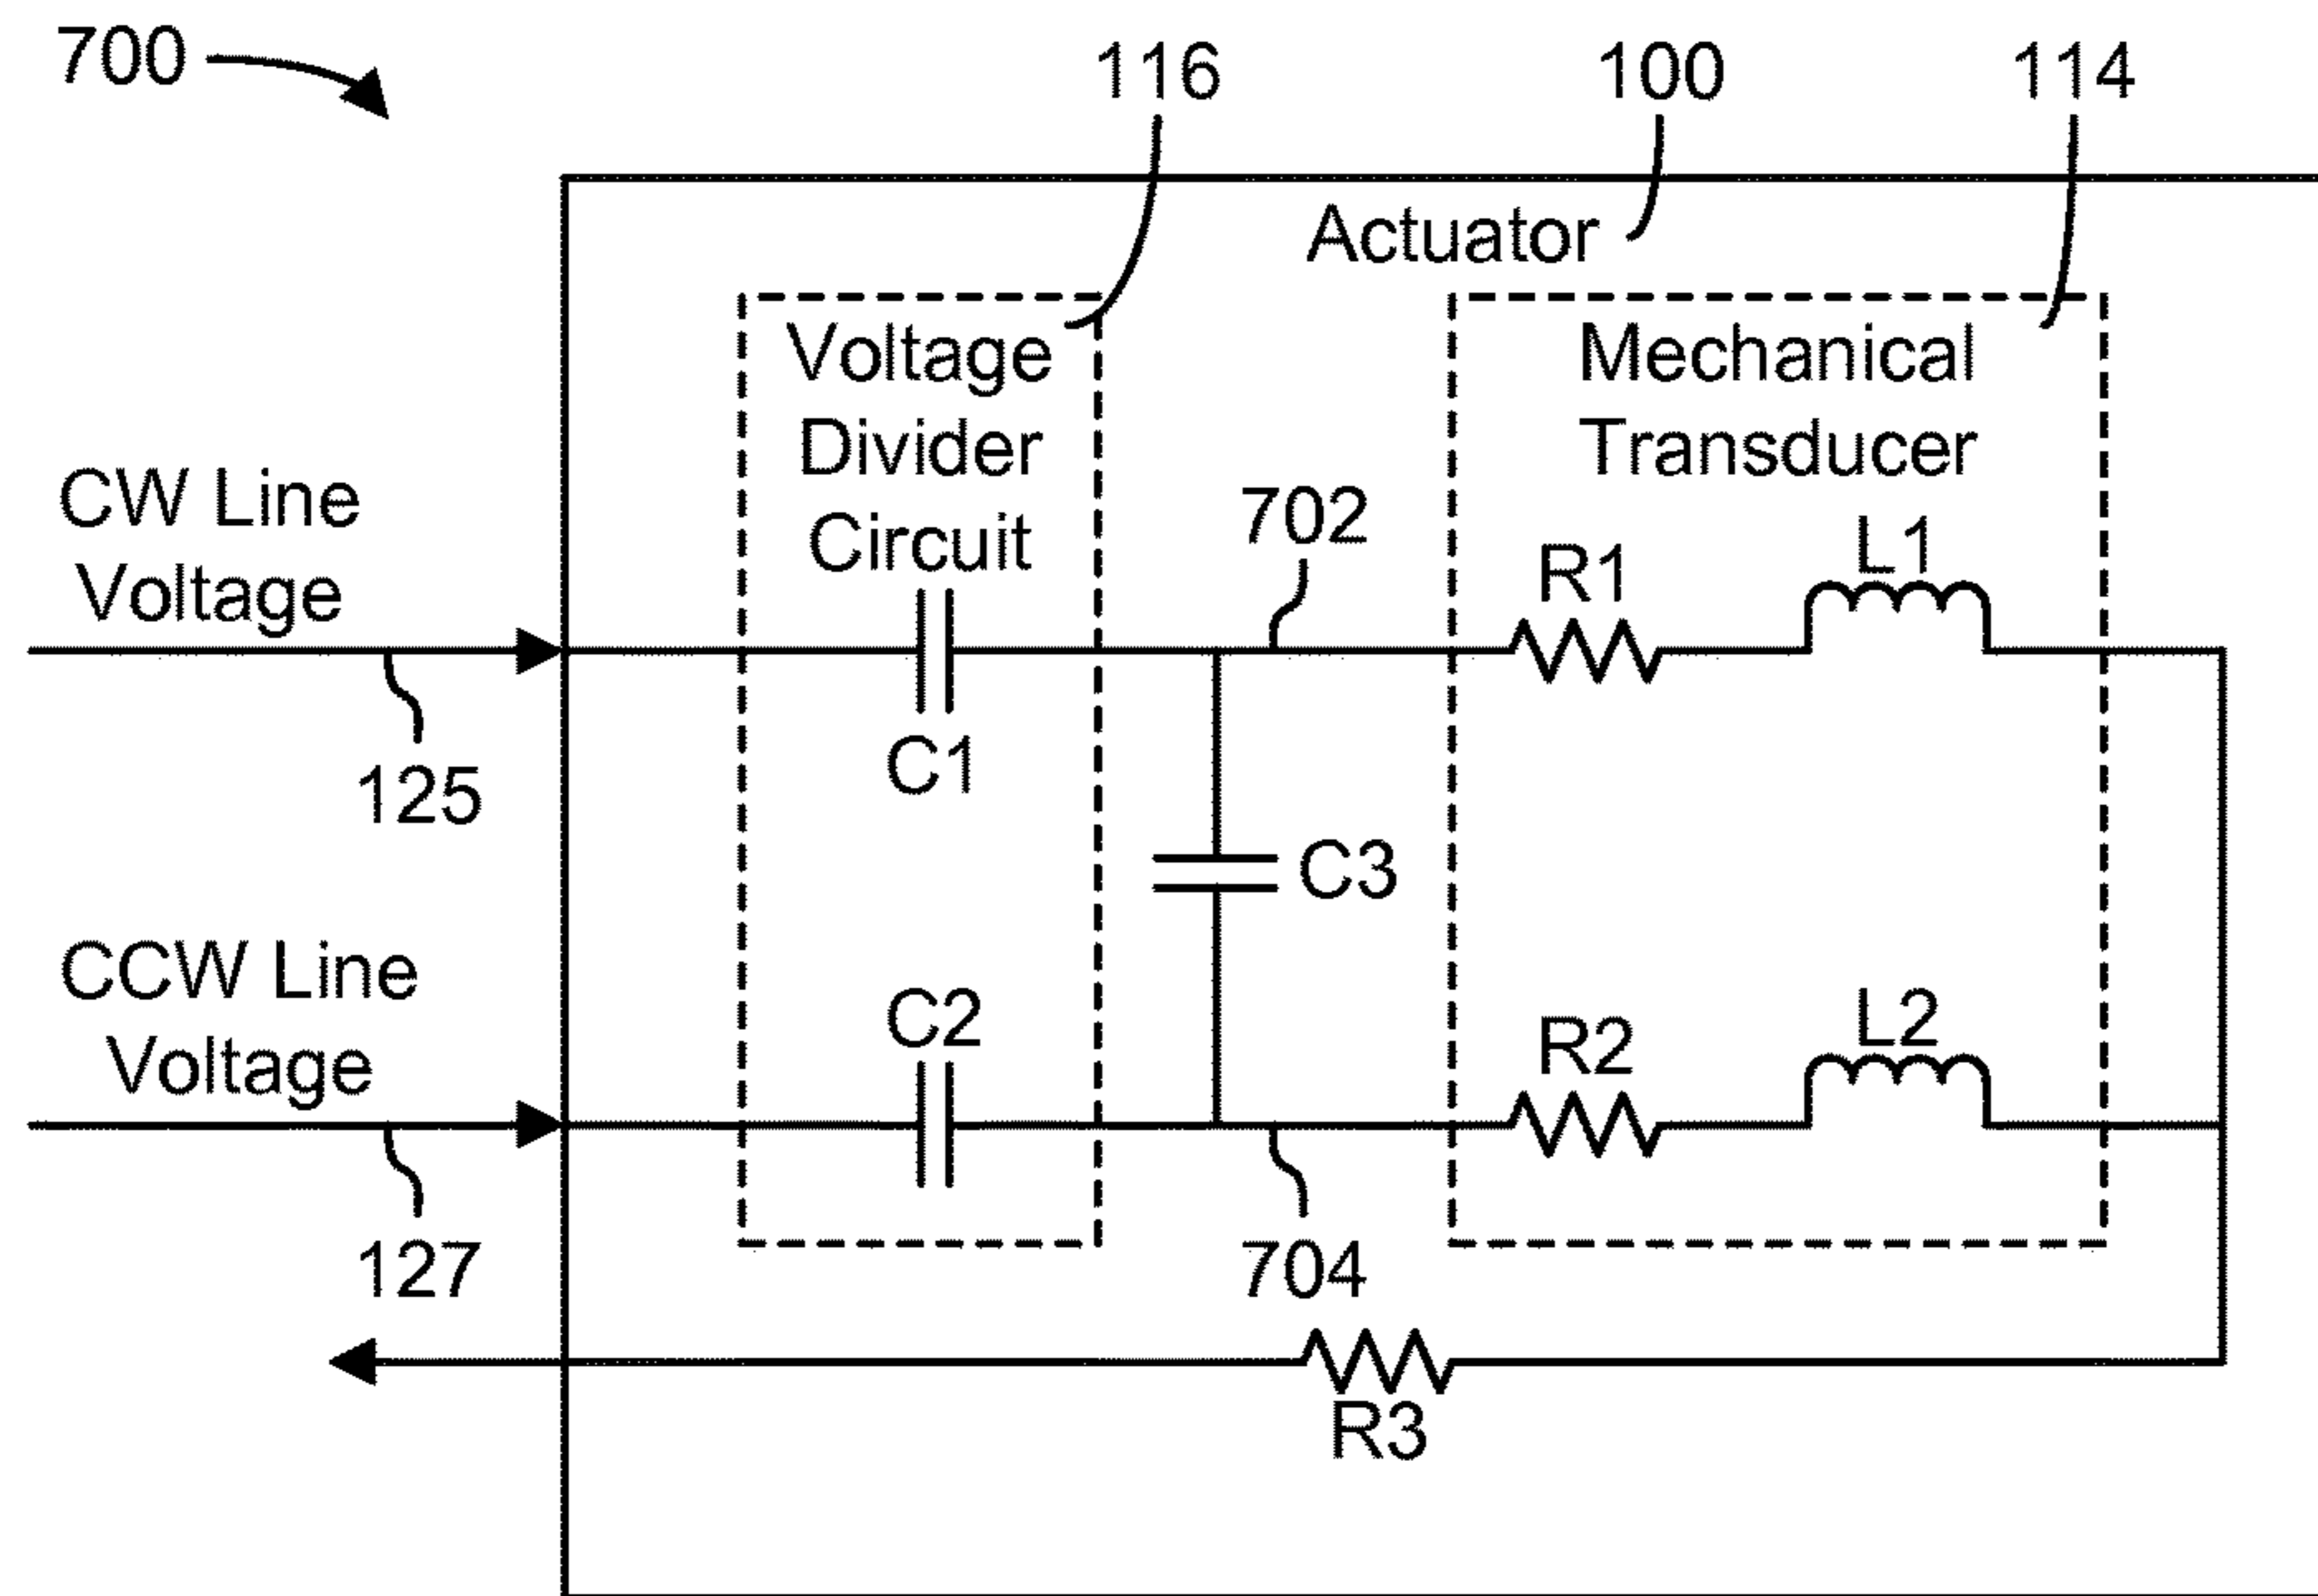 700
116
100
114
Actuator
Voltage
Divider
Circuit
Mechanical
Transducer
CW Line
Voltage
702
R1
L1
125
C1
C3
CCW Line
Voltage
C2
R2
L2
127
704
R3